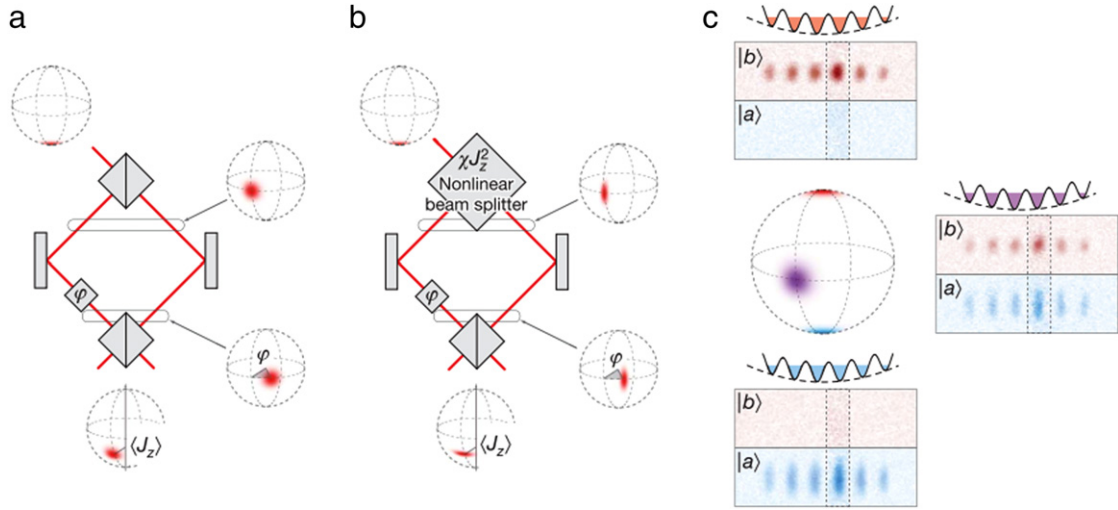 a
b
c
χJ_z^2
Nonlinear
beam splitter
φ
φ
φ
φ
⟨J_z⟩
⟨J_z⟩
|b⟩
|a⟩
|b⟩
|a⟩
|b⟩
|a⟩